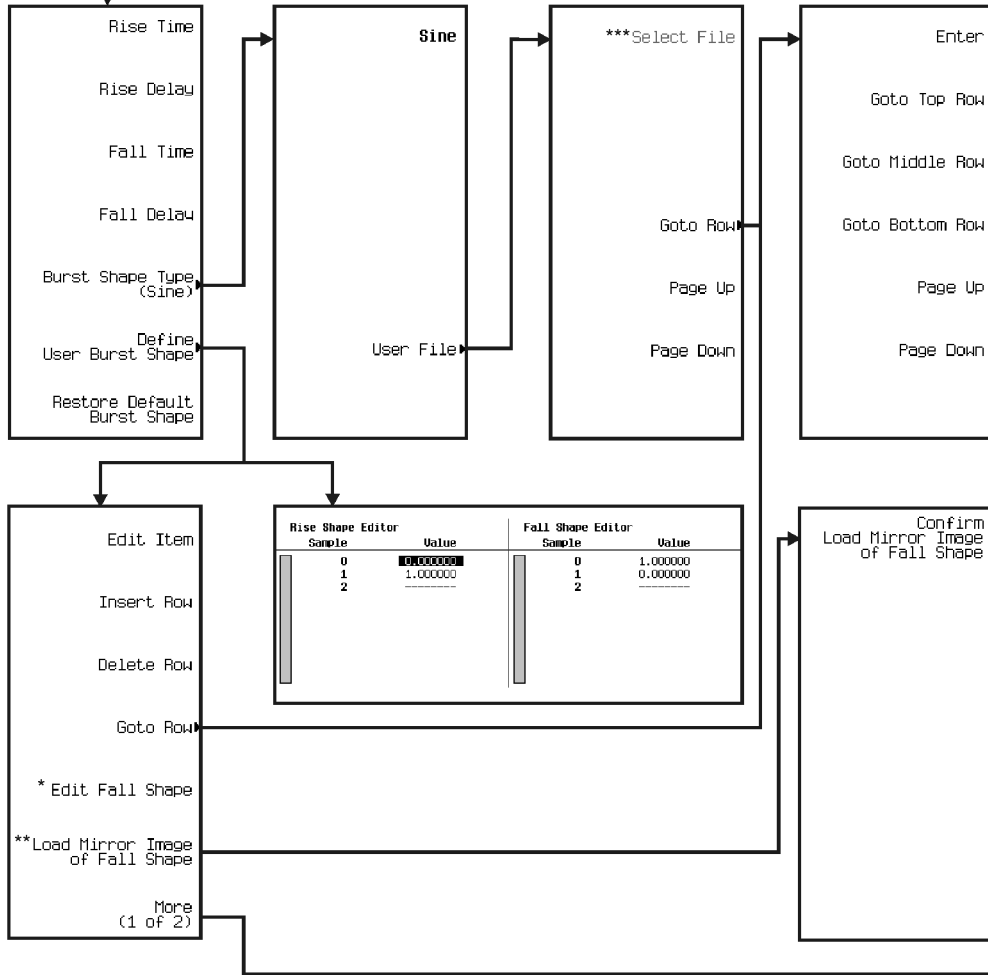 Rise Time
Rise Delay
Fall Time
Fall Delay
Burst Shape Type
(Sine)
Define
User Burst Shape
Restore Default
Burst Shape
Sine
User File
***Select File
Goto Row
Page Up
Page Down
Enter
Goto Top Row
Goto Middle Row
Goto Bottom Row
Page Up
Page Down
Edit Item
Insert Row
Delete Row
Goto Row
* Edit Fall Shape
**Load Mirror Image
of Fall Shape
More
(1 of 2)
Rise Shape Editor
Sample Value
0 0.000000
1 1.000000
2 --------
Fall Shape Editor
Sample Value
0 1.000000
1 0.000000
2 --------
Confirm
Load Mirror Image
of Fall Shape